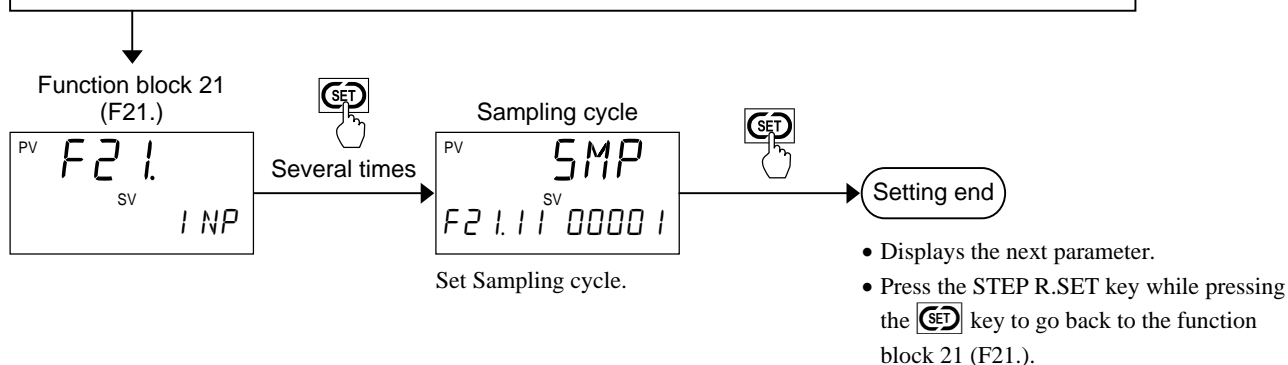 Function block 21
(F21.)
PV F21.
SV
INP
SET
Several times
Sampling cycle
PV SMP
SV
F21.11 00001
Set Sampling cycle.
SET
Setting end
• Displays the next parameter.
• Press the STEP R.SET key while pressing
the SET key to go back to the function
block 21 (F21.).